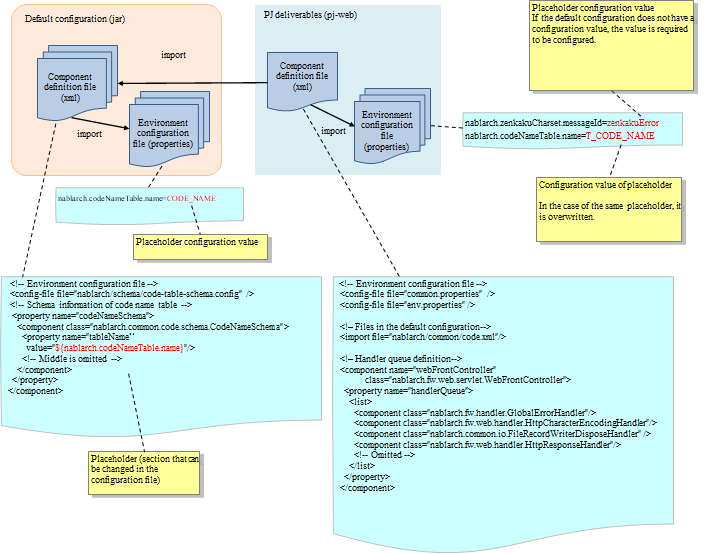 Default configuration (jar)
PJ deliverables (pj-web)
Placeholder configuration value
If the default configuration does not have a
configuration value, the value is required
to be configured.
import
Component
definition file
(xml)
Component
definition file
(xml)
import
Environment
configuration
file (properties)
import
Environment
configuration
file
(properties)
nablarch.zenkakuCharset.messageId=zenkakuError
nablarch.codeNameTable.name=T_CODE_NAME
nablarch.codeNameTable.name=CODE_NAME
Configuration value of placeholder
In the case of the same placeholder, it
is overwritten.
Placeholder configuration value
<!-- Environment configuration file -->
<config-file file="nablarch/schema/code-table-schema.config" />
<!-- Schema information of code name table -->
<property name="codeNameSchema">
<component class="nablarch.common.code.schema.CodeNameSchema">
<property name="tableName"
value="${nablarch.codeNameTable.name}"/>
<!-- Middle is omitted -->
</component>
</property>
</component>
Placeholder (section that can
be changed in the
configuration file)
<!-- Environment configuration file -->
<config-file file="common.properties" />
<config-file file="env.properties" />
<!-- Files in the default configuration-->
<import file="nablarch/common/code.xml"/>
<!-- Handler queue definition-->
<component name="webFrontController"
class="nablarch.fw.web.servlet.WebFrontController">
<property name="handlerQueue">
<list>
<component class="nablarch.fw.handler.GlobalErrorHandler"/>
<component class="nablarch.fw.web.handler.HttpCharacterEncodingHandler"/>
<component class="nablarch.common.io.FileRecordWriterDisposeHandler" />
<component class="nablarch.fw.web.handler.HttpResponseHandler"/>
<!-- Omitted -->
</list>
</property>
</component>